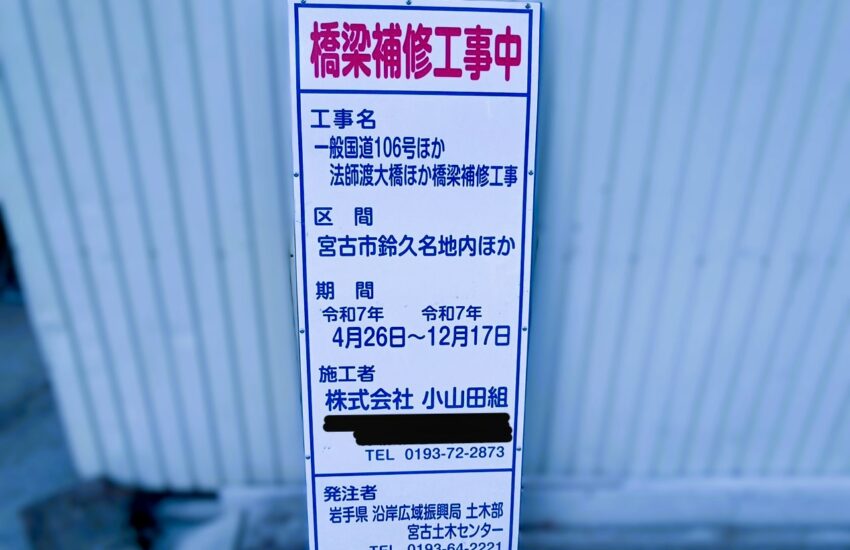 橋梁補修工事中
工事名
一般国道106号ほか
法師渡大橋ほか橋梁補修工事
区　間
宮古市鈴久名地内ほか
期　間
令和7年　令和7年
4月26日～12月17日
施工者
株式会社 小山田組
TEL 0193-72-2873
発注者
岩手県 沿岸広域振興局 土木部
宮古土木センター
TEL 0193-64-2221